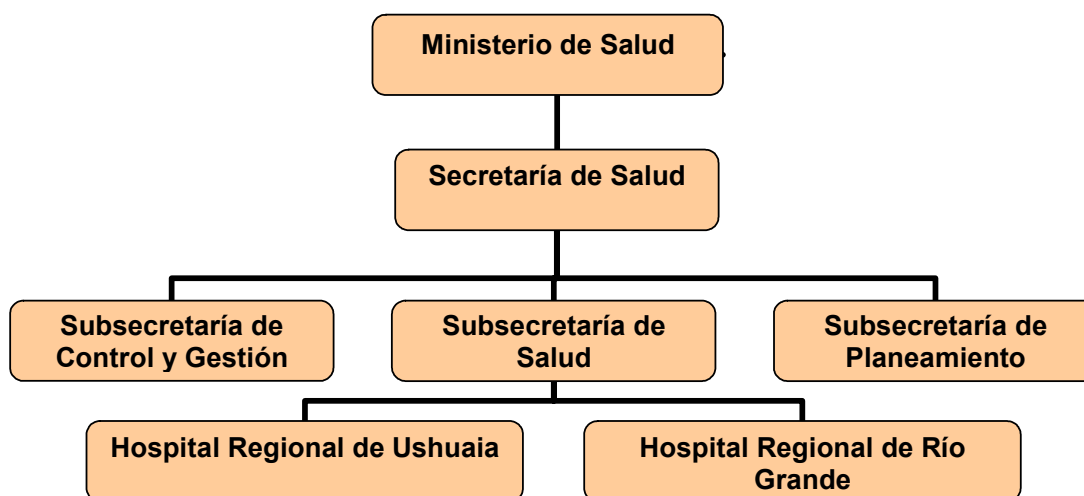 Ministerio de Salud
Secretaría de Salud
Subsecretaría de
Control y Gestión
Subsecretaría de
Salud
Subsecretaría de
Planeamiento
Hospital Regional de Ushuaia
Hospital Regional de Río
Grande